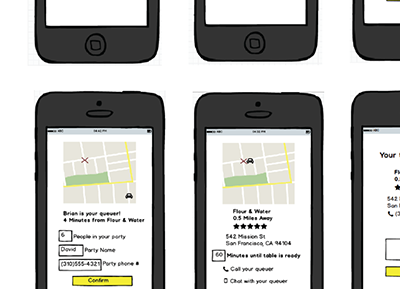 Brian is your queuer!
4 Minutes from Flour & Water
6 People in your party
David Party Name
(310)555-4321 Party phone #
Confirm
Flour & Water
0.5 Miles Away
★★★★★
542 Mission St
San Francisco, CA 94104
60 Minutes until table is ready
Call your queuer
Chat with your queuer
Your
0.
542
San
(